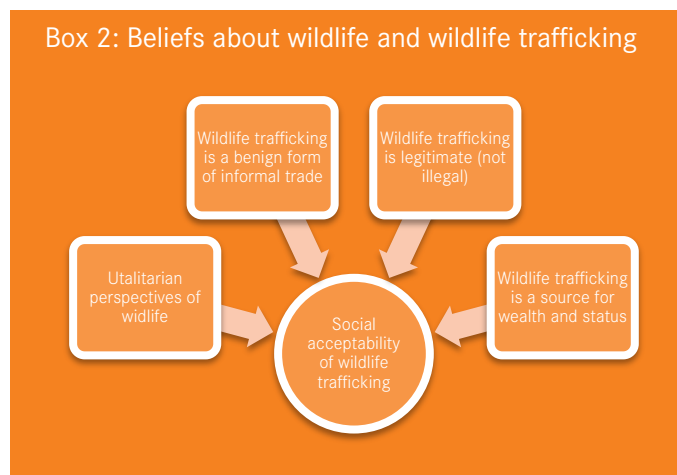 Box 2: Beliefs about wildlife and wildlife trafficking
Wildlife trafficking
is a benign form
of informal trade
Wildlife trafficking
is legitimate (not
illegal)
Utalitarian
perspectives of
widlife
Wildlife trafficking
is a source for
wealth and status
Social
acceptability
of wildlife
trafficking